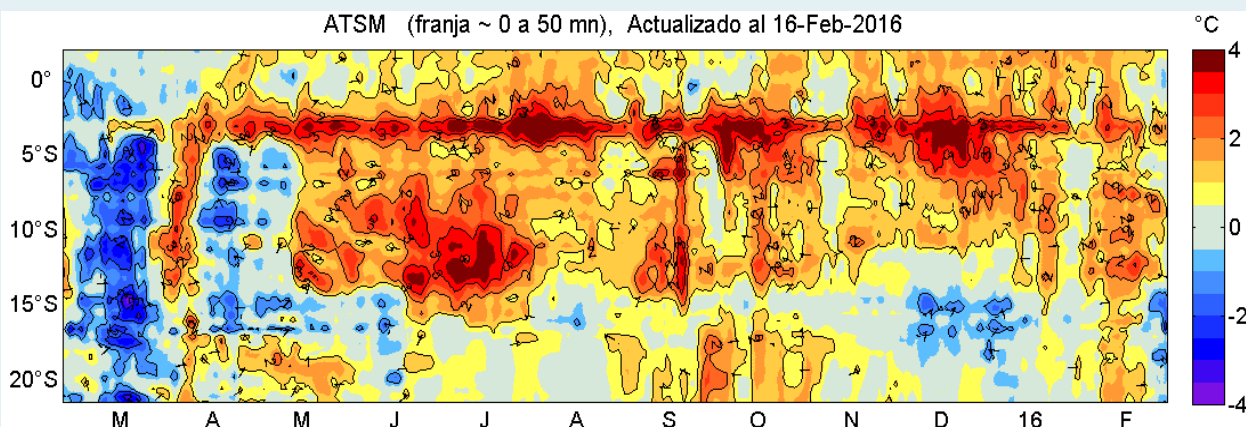 ATSM (franja ~ 0 a 50 mn), Actualizado al 16-Feb-2016
°C
0°
5°S
10°S
15°S
20°S
4
2
0
-2
-4
M A M J J A S O N D 16 F